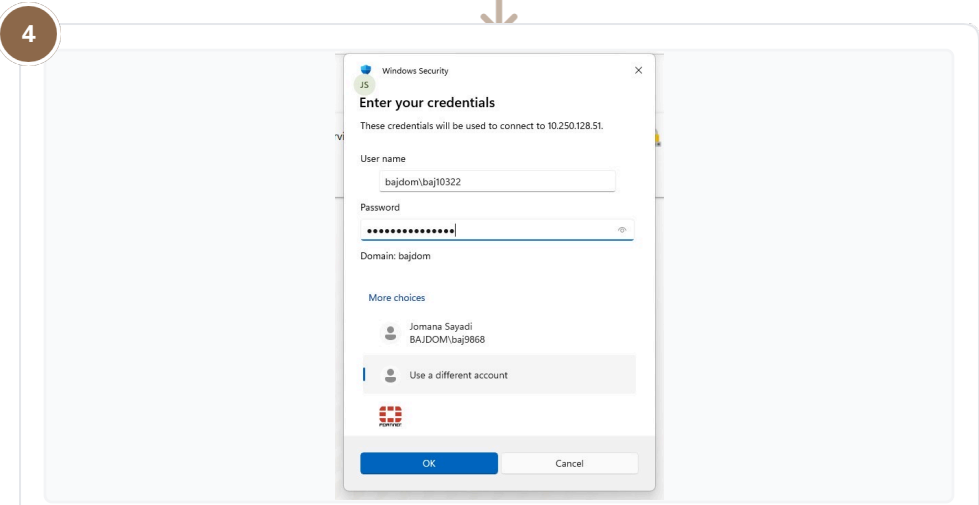 4
Windows Security
JS
Enter your credentials
These credentials will be used to connect to 10.250.128.51.
User name
bajdom\baj10322
Password
●●●●●●●●●●●●●●●
Domain: bajdom
More choices
Jomana Sayadi
BAJDOM\baj9868
Use a different account
FORTINET
OK Cancel